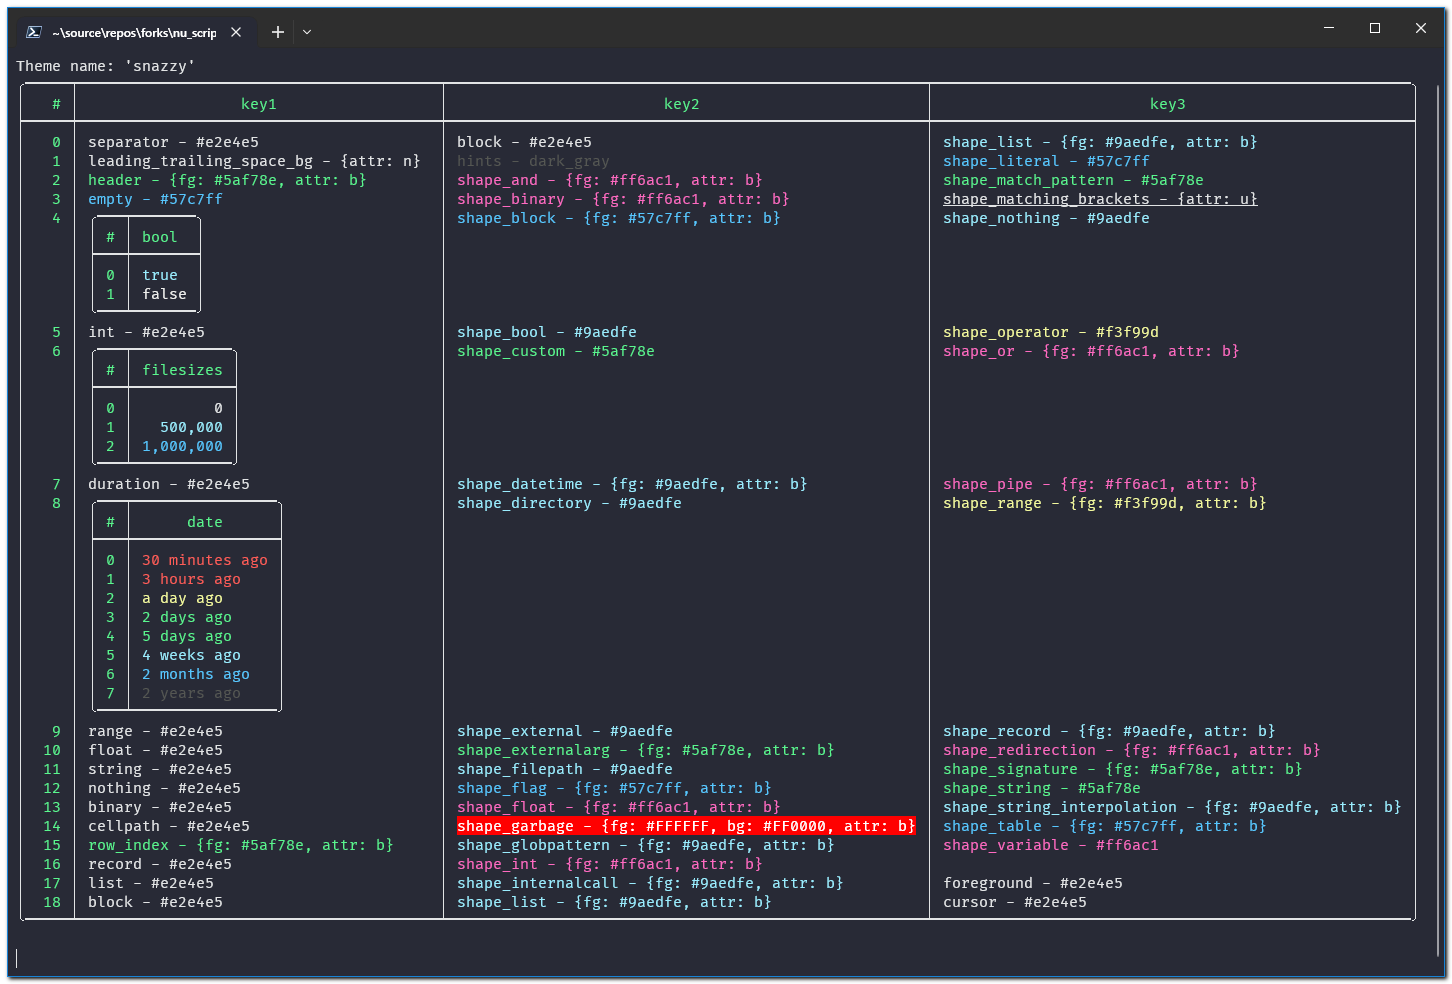 ~\source\repos\forks\nu_scrip
Theme name: 'snazzy'
# key1 key2 key3
0 separator - #e2e4e5 block - #e2e4e5 shape_list - {fg: #9aedfe, attr: b}
1 leading_trailing_space_bg - {attr: n} hints - dark_gray shape_literal - #57c7ff
2 header - {fg: #5af78e, attr: b} shape_and - {fg: #ff6ac1, attr: b} shape_match_pattern - #5af78e
3 empty - #57c7ff shape_binary - {fg: #ff6ac1, attr: b} shape_matching_brackets - {attr: u}
4 shape_block - {fg: #57c7ff, attr: b} shape_nothing - #9aedfe
# bool
0 true
1 false
5 int - #e2e4e5 shape_bool - #9aedfe shape_operator - #f3f99d
6 shape_custom - #5af78e shape_or - {fg: #ff6ac1, attr: b}
# filesizes
0 0
1 500,000
2 1,000,000
7 duration - #e2e4e5 shape_datetime - {fg: #9aedfe, attr: b} shape_pipe - {fg: #ff6ac1, attr: b}
8 shape_directory - #9aedfe shape_range - {fg: #f3f99d, attr: b}
# date
0 30 minutes ago
1 3 hours ago
2 a day ago
3 2 days ago
4 5 days ago
5 4 weeks ago
6 2 months ago
7 2 years ago
9 range - #e2e4e5 shape_external - #9aedfe shape_record - {fg: #9aedfe, attr: b}
10 float - #e2e4e5 shape_externalarg - {fg: #5af78e, attr: b} shape_redirection - {fg: #ff6ac1, attr: b}
11 string - #e2e4e5 shape_filepath - #9aedfe shape_signature - {fg: #5af78e, attr: b}
12 nothing - #e2e4e5 shape_flag - {fg: #57c7ff, attr: b} shape_string - #5af78e
13 binary - #e2e4e5 shape_float - {fg: #ff6ac1, attr: b} shape_string_interpolation - {fg: #9aedfe, attr: b}
14 cellpath - #e2e4e5 shape_garbage - {fg: #FFFFFF, bg: #FF0000, attr: b} shape_table - {fg: #57c7ff, attr: b}
15 row_index - {fg: #5af78e, attr: b} shape_globpattern - {fg: #9aedfe, attr: b} shape_variable - #ff6ac1
16 record - #e2e4e5 shape_int - {fg: #ff6ac1, attr: b}
17 list - #e2e4e5 shape_internalcall - {fg: #9aedfe, attr: b} foreground - #e2e4e5
18 block - #e2e4e5 shape_list - {fg: #9aedfe, attr: b} cursor - #e2e4e5